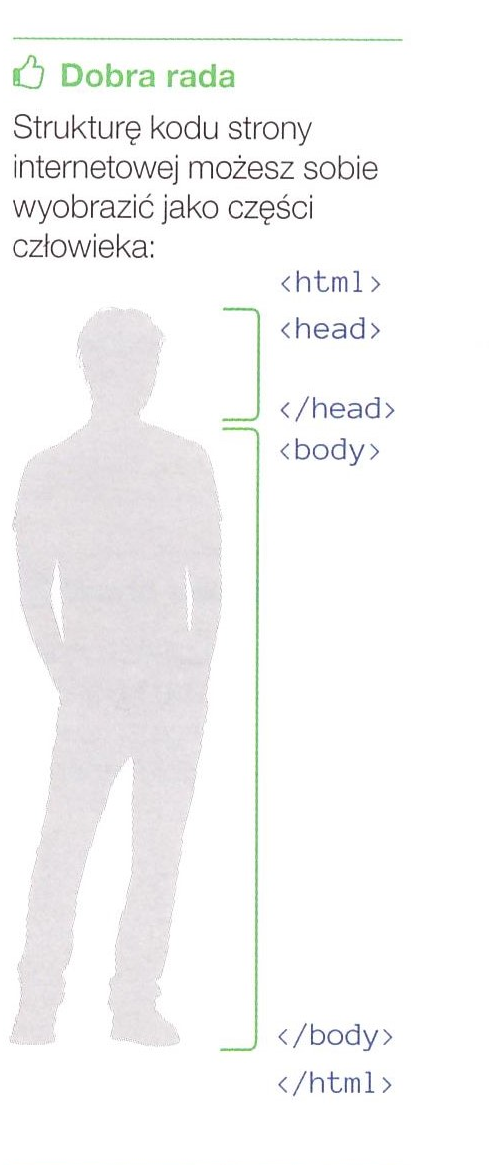 Dobra rada
Strukturę kodu strony
internetowej możesz sobie
wyobrazić jako części
człowieka:
<html>
<head>
</head>
<body>
</body>
</html>